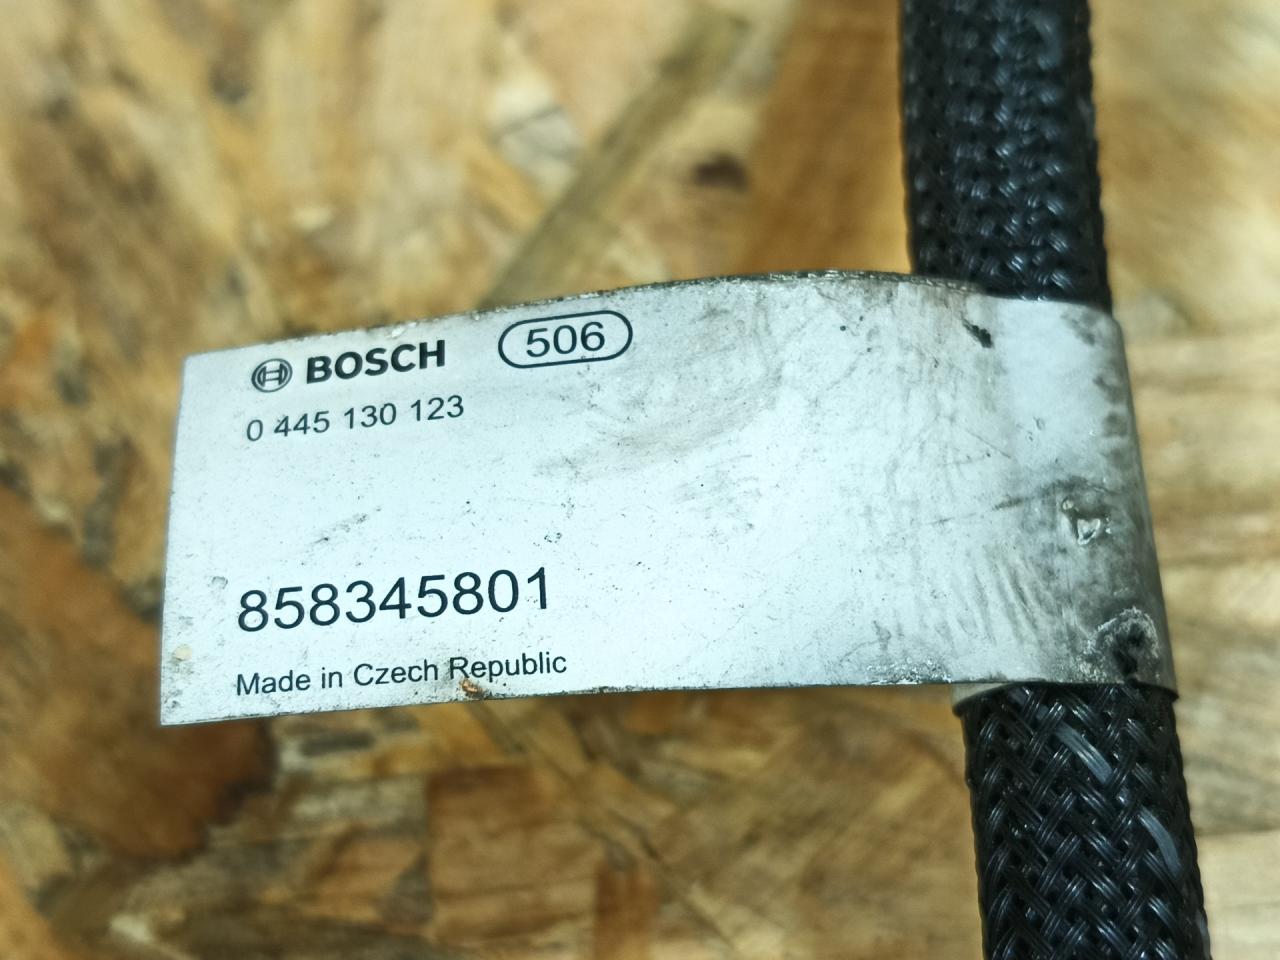 BOSCH 506
0 445 130 123
858345801
Made in Czech Republic